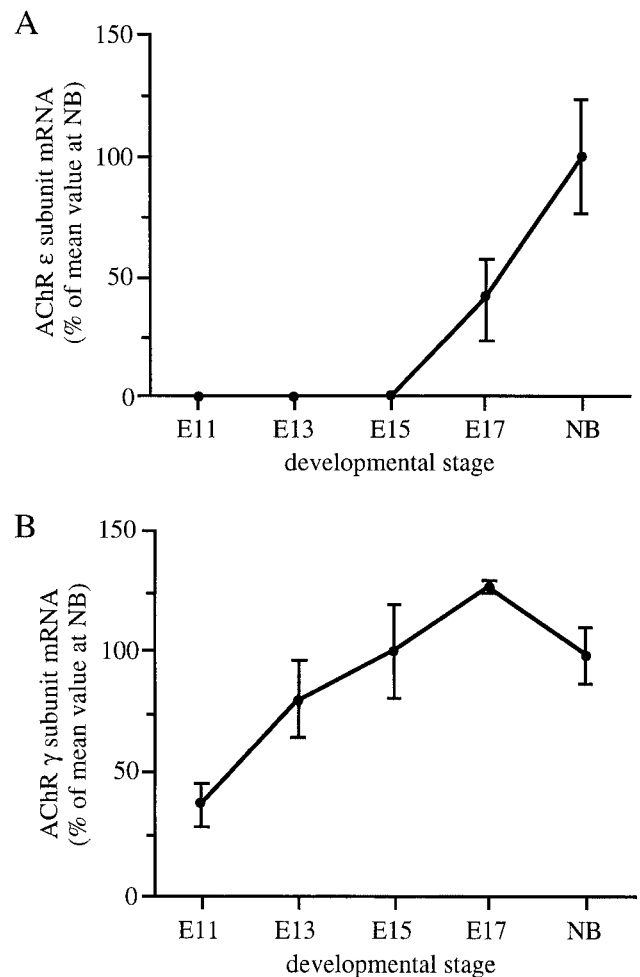 A
AChR ε subunit mRNA
(% of mean value at NB)
150
100
50
0
E11 E13 E15 E17 NB
developmental stage
B
AChR γ subunit mRNA
(% of mean value at NB)
150
100
50
0
E11 E13 E15 E17 NB
developmental stage